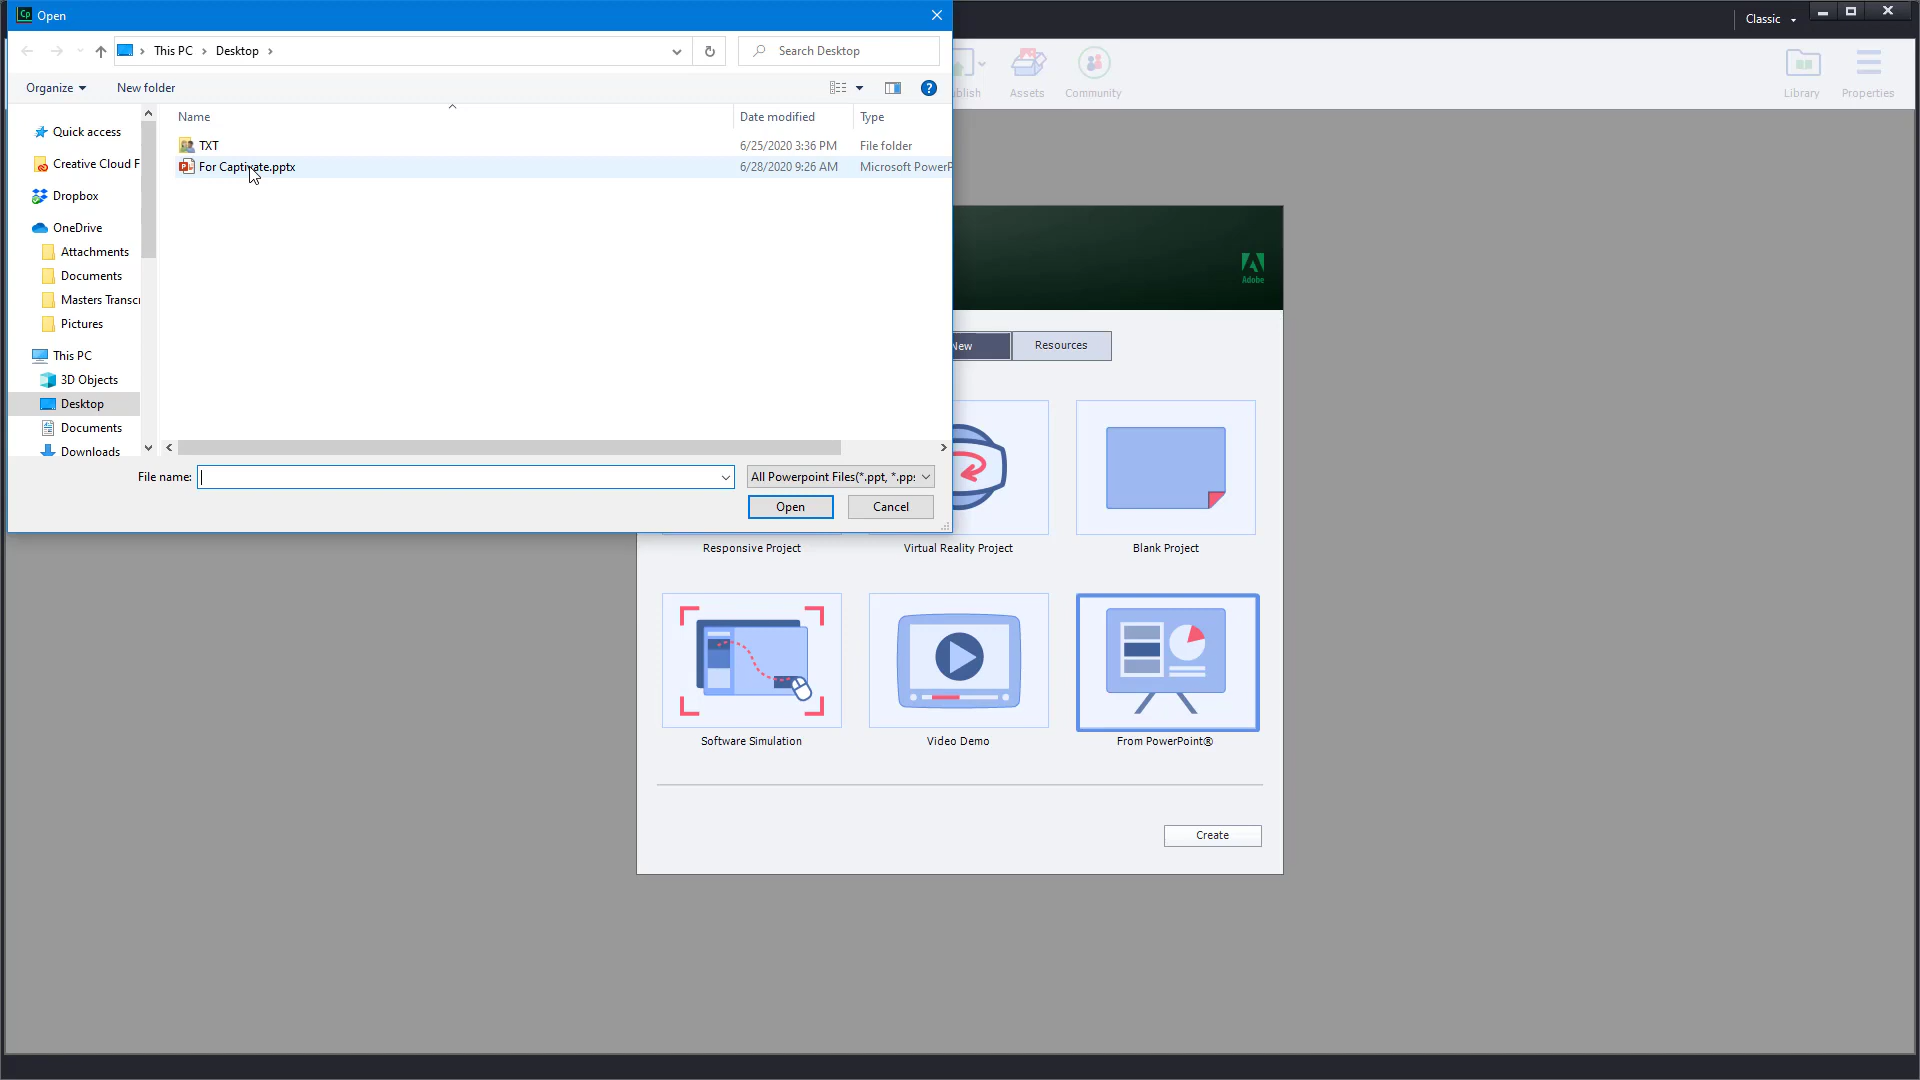 Cp Open
Classic
This PC Desktop
Search Desktop
Organize New folder
Assets Community Library Properties
Name Date modified Type
Quick access
Creative Cloud F
Dropbox
OneDrive
Attachments
Documents
Masters Transcr
Pictures
This PC
3D Objects
Desktop
Documents
Downloads
TXT 6/25/2020 3:36 PM File folder
For Captivate.pptx 6/28/2020 9:26 AM Microsoft PowerP
File name: All Powerpoint Files(*.ppt, *.pps
Open Cancel
Adobe
New Resources
Responsive Project Virtual Reality Project Blank Project
Software Simulation Video Demo From PowerPoint®
Create